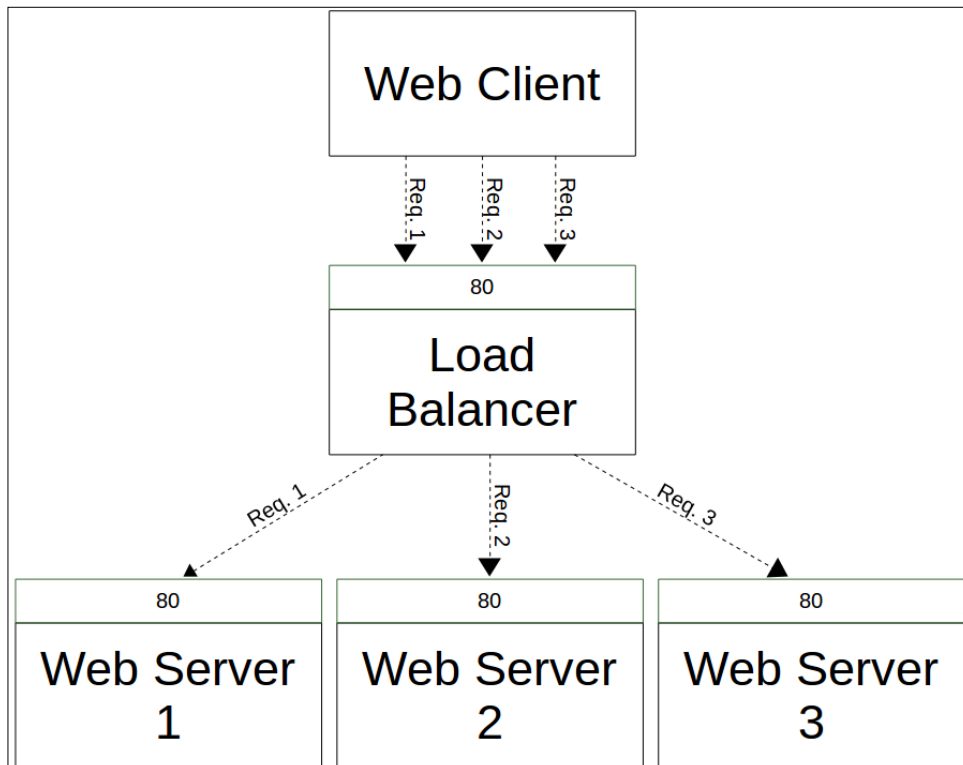 Web Client
Req. 1
Req. 2
Req. 3
80
Load
Balancer
Req. 1
Req. 2
Req. 3
80
80
80
Web Server
1
Web Server
2
Web Server
3